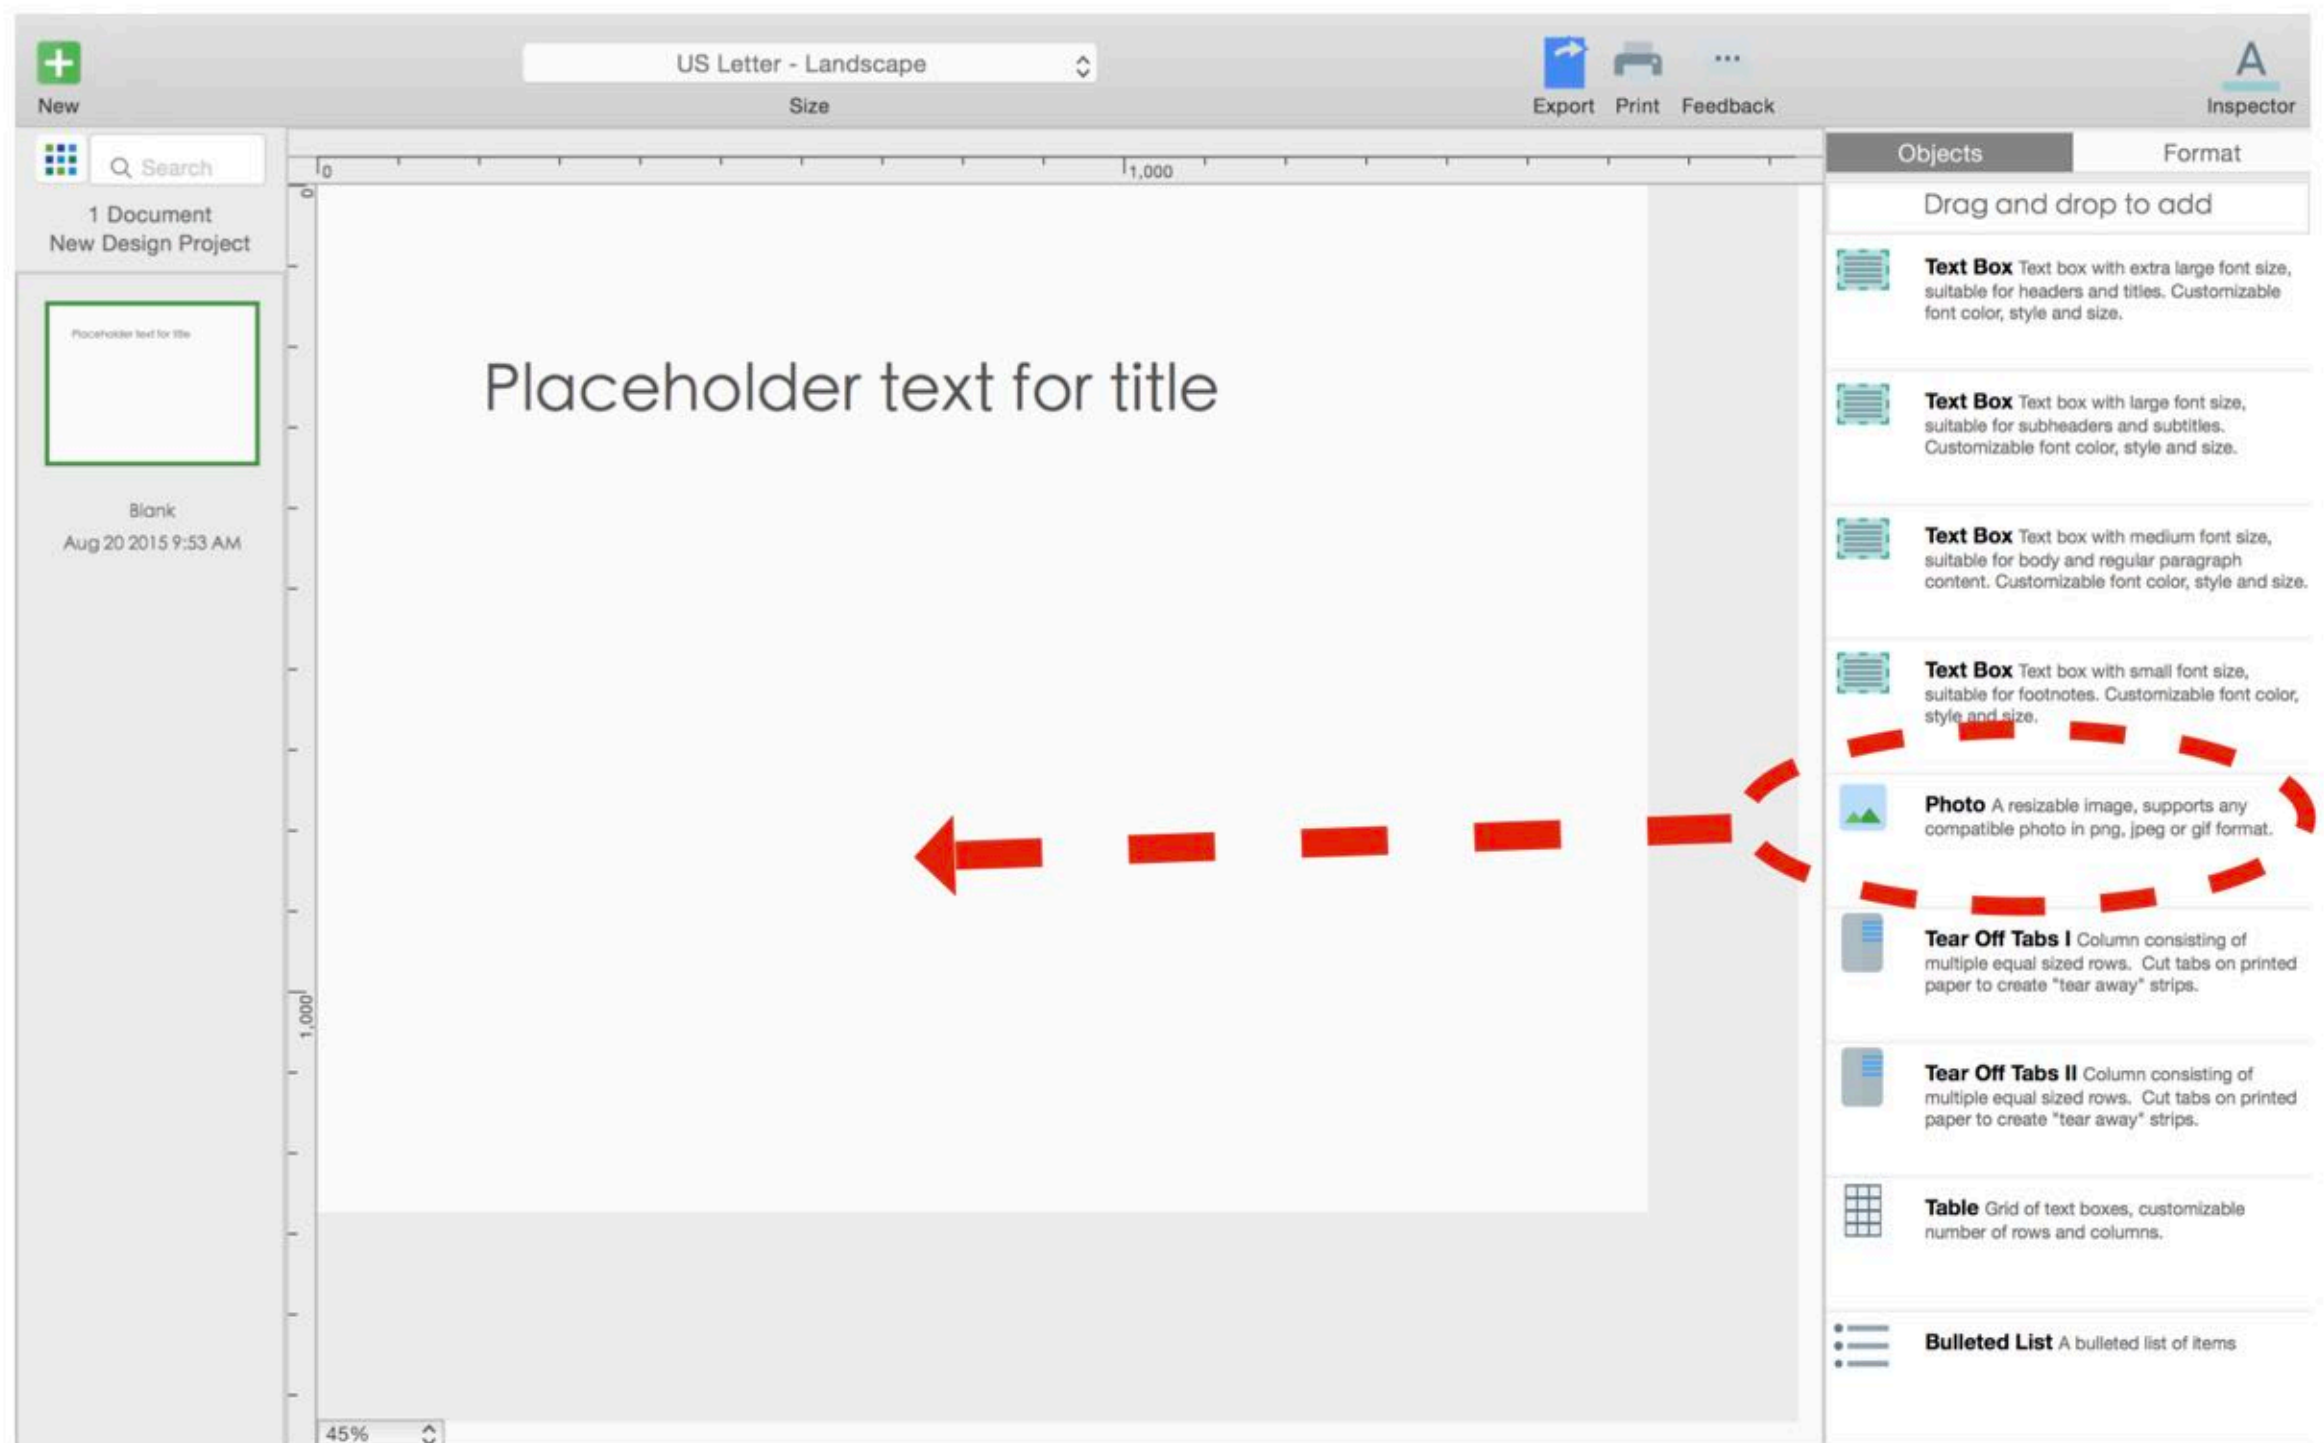 New
US Letter - Landscape
Size
Export Print Feedback
Inspector
Search
1 Document
New Design Project
Placeholder text for title
Blank
Aug 20 2015 9:53 AM
0
1,000
0
1,000
Placeholder text for title
45%
Objects Format
Drag and drop to add
Text Box Text box with extra large font size,
suitable for headers and titles. Customizable
font color, style and size.
Text Box Text box with large font size,
suitable for subheaders and subtitles.
Customizable font color, style and size.
Text Box Text box with medium font size,
suitable for body and regular paragraph
content. Customizable font color, style and size.
Text Box Text box with small font size,
suitable for footnotes. Customizable font color,
style and size.
Photo A resizable image, supports any
compatible photo in png, jpeg or gif format.
Tear Off Tabs I Column consisting of
multiple equal sized rows. Cut tabs on printed
paper to create "tear away" strips.
Tear Off Tabs II Column consisting of
multiple equal sized rows. Cut tabs on printed
paper to create "tear away" strips.
Table Grid of text boxes, customizable
number of rows and columns.
Bulleted List A bulleted list of items